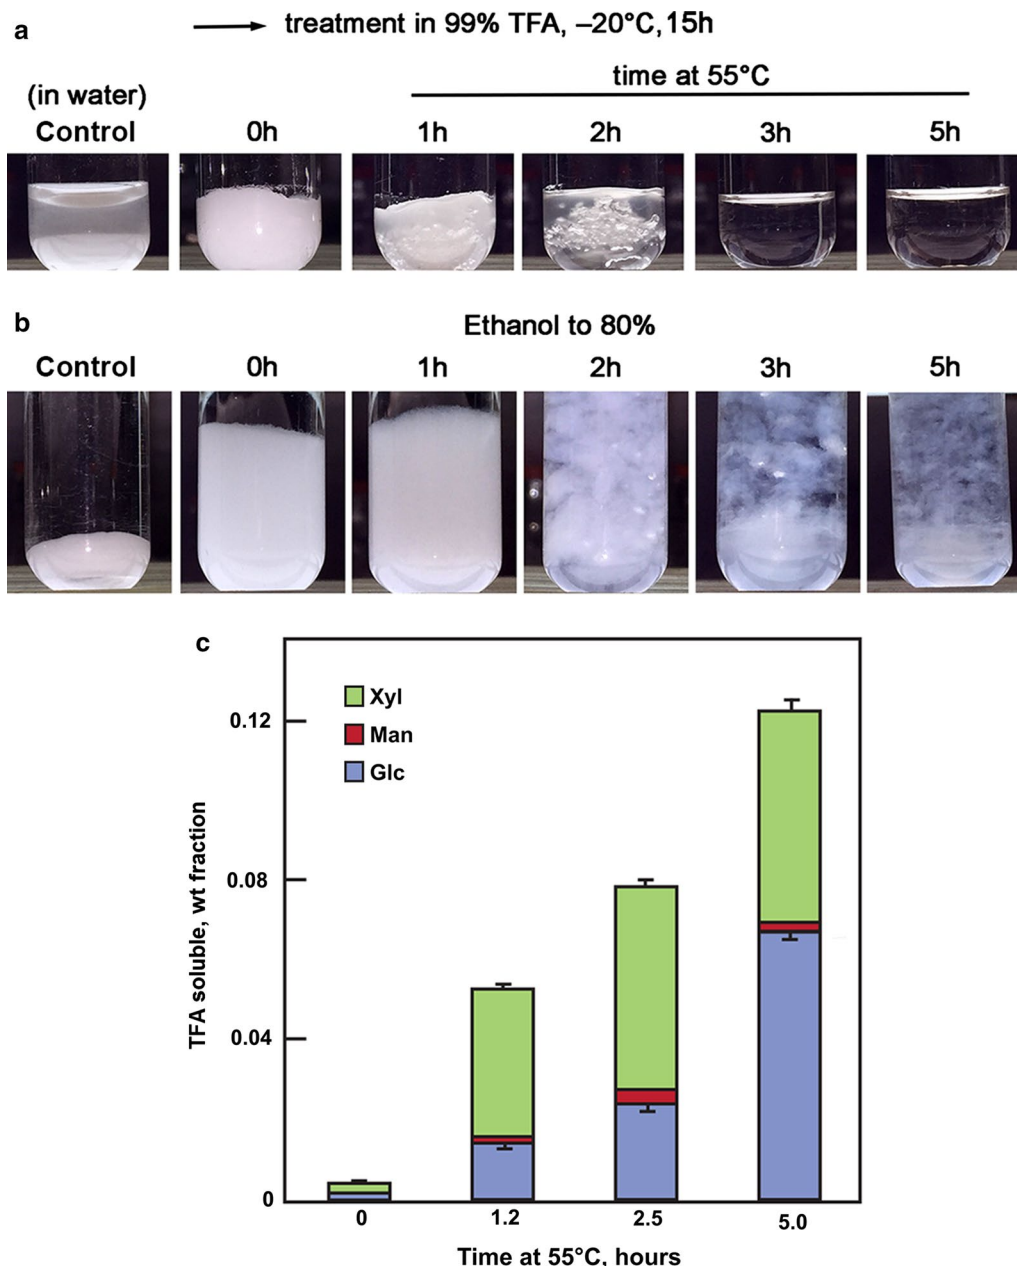 a
treatment in 99% TFA, –20°C, 15h
time at 55°C
(in water)
Control 0h 1h 2h 3h 5h
b
Ethanol to 80%
Control 0h 1h 2h 3h 5h
c
Xyl
Man
Glc
0.12
0.08
0.04
0
TFA soluble, wt fraction
0 1.2 2.5 5.0
Time at 55°C, hours